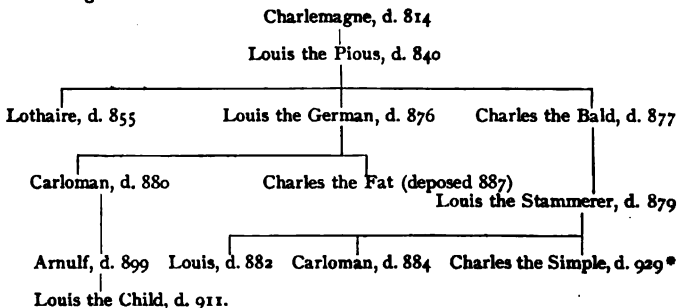 Charlemagne, d. 814
Louis the Pious, d. 840
Lothaire, d. 855 Louis the German, d. 876 Charles the Bald, d. 877
Carloman, d. 880 Charles the Fat (deposed 887)
Louis the Stammerer, d. 879
Arnulf, d. 899 Louis, d. 882 Carloman, d. 884 Charles the Simple, d. 929*
Louis the Child, d. 911.